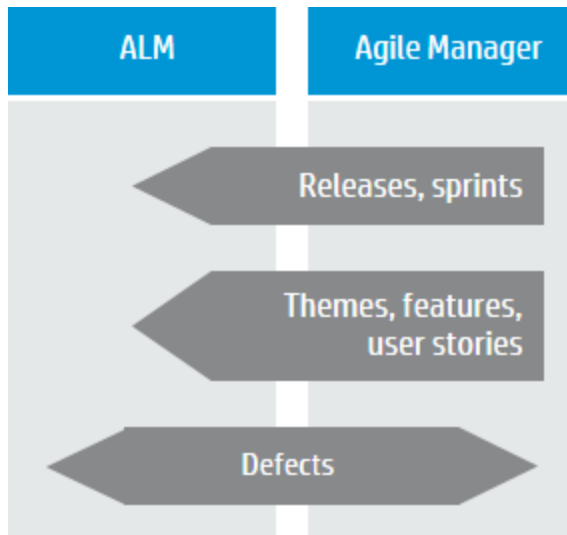 ALM
Agile Manager
Releases, sprints
Themes, features,
user stories
Defects